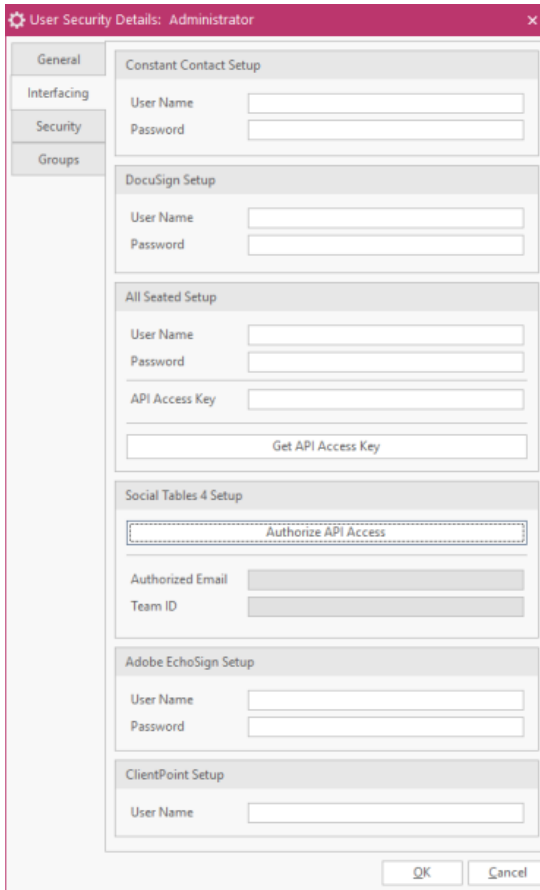 User Security Details: Administrator
General
Interfacing
Security
Groups
Constant Contact Setup
User Name
Password
DocuSign Setup
User Name
Password
All Seated Setup
User Name
Password
API Access Key
Get API Access Key
Social Tables 4 Setup
Authorize API Access
Authorized Email
Team ID
Adobe EchoSign Setup
User Name
Password
ClientPoint Setup
User Name
OK
Cancel